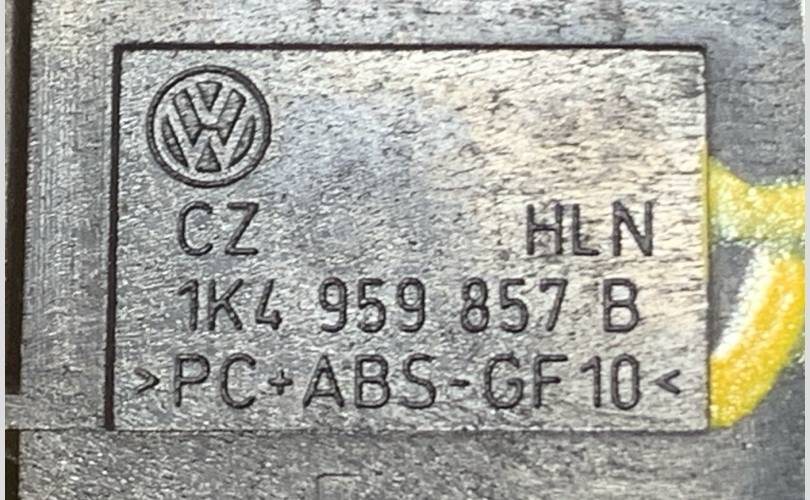 CZ HLN
1K4 959 857 B
>PC+ABS-GF10<